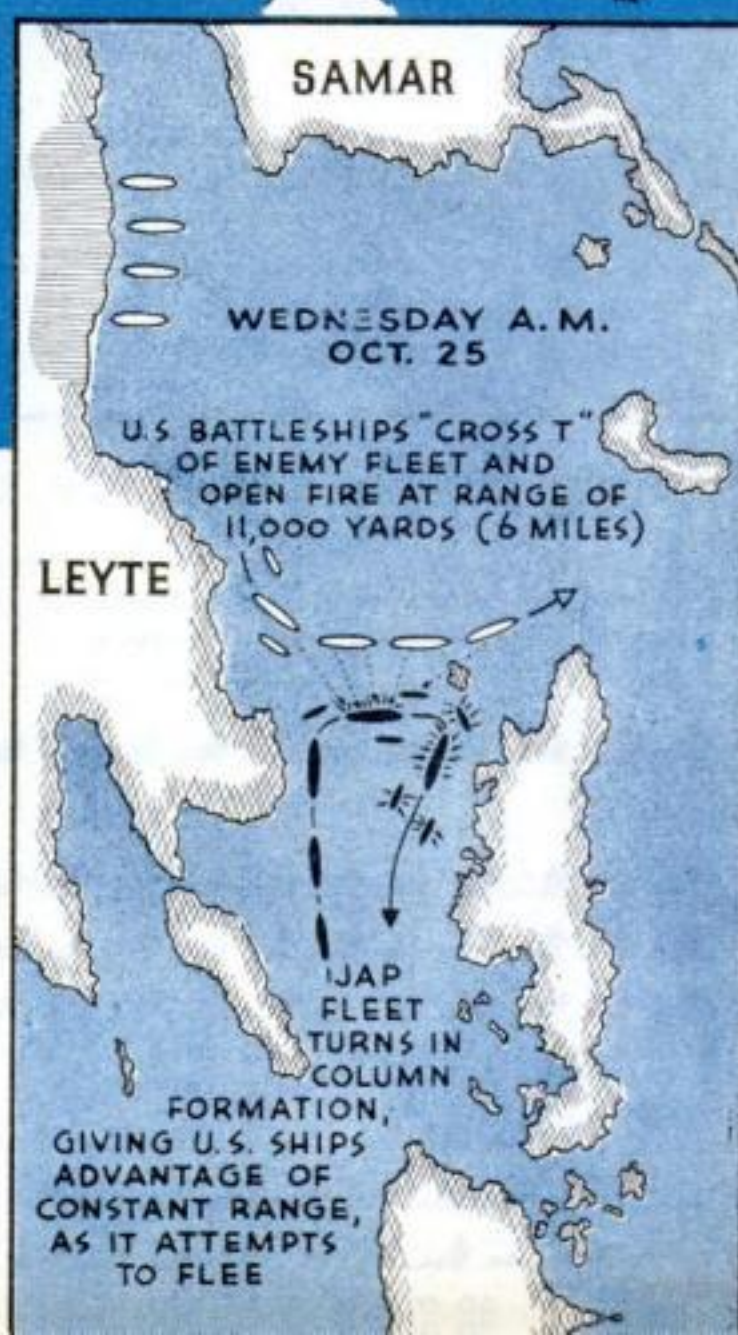 SAMAR
WEDNESDAY A.M.
OCT. 25
U.S. BATTLESHIPS "CROSS T"
OF ENEMY FLEET AND
OPEN FIRE AT RANGE OF
11,000 YARDS (6 MILES)
LEYTE
JAP
FLEET
TURNS IN
COLUMN
FORMATION,
GIVING U.S. SHIPS
ADVANTAGE OF
CONSTANT RANGE,
AS IT ATTEMPTS
TO FLEE